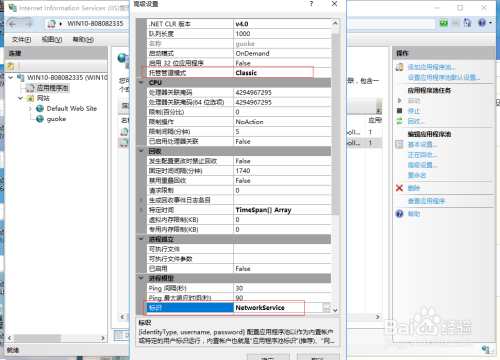 Internet Information Services (IIS)管
高级设置
WIN10-808082335
文件(F) 视图(V) 帮助(H)
连接
WIN10-808082335 (WIN10
应用程序池
网站
Default Web Site
guoke
.NET CLR 版本 v4.0
队列长度 1000
名称 guoke
启动模式 OnDemand
启用 32 位应用程序 False
托管管道模式 Classic
CPU
处理器关联掩码 4294967295
处理器关联掩码(64 位选项) 4294967295
限制(百分比) 0
限制操作 NoAction
限制间隔(分钟) 5
已启用处理器关联 False
回收
发生配置更改时禁止回收 False
固定时间间隔(分钟) 1740
禁用重叠回收 False
请求限制 0
生成回收事件日志条目
特定时间 TimeSpan[] Array
虚拟内存限制(KB) 0
专用内存限制(KB) 0
进程孤立
可执行文件
可执行文件参数
已启用 False
进程模型
Ping 间隔(秒) 30
Ping 最大响应时间(秒) 90
标识 NetworkService
标识
[identityType, username, password] 配置应用程序池以作为内置帐户
或特定的用户标识运行，内置帐户也就是"应用程序池标识"(推荐)、"网...
操作
添加应用程序池...
设置应用程序池默认设置...
应用程序池任务
启动
停止
回收...
编辑应用程序池
基本设置...
正在回收...
高级设置...
重命名
删除
查看应用程序
帮助
就绪
Bai 经验